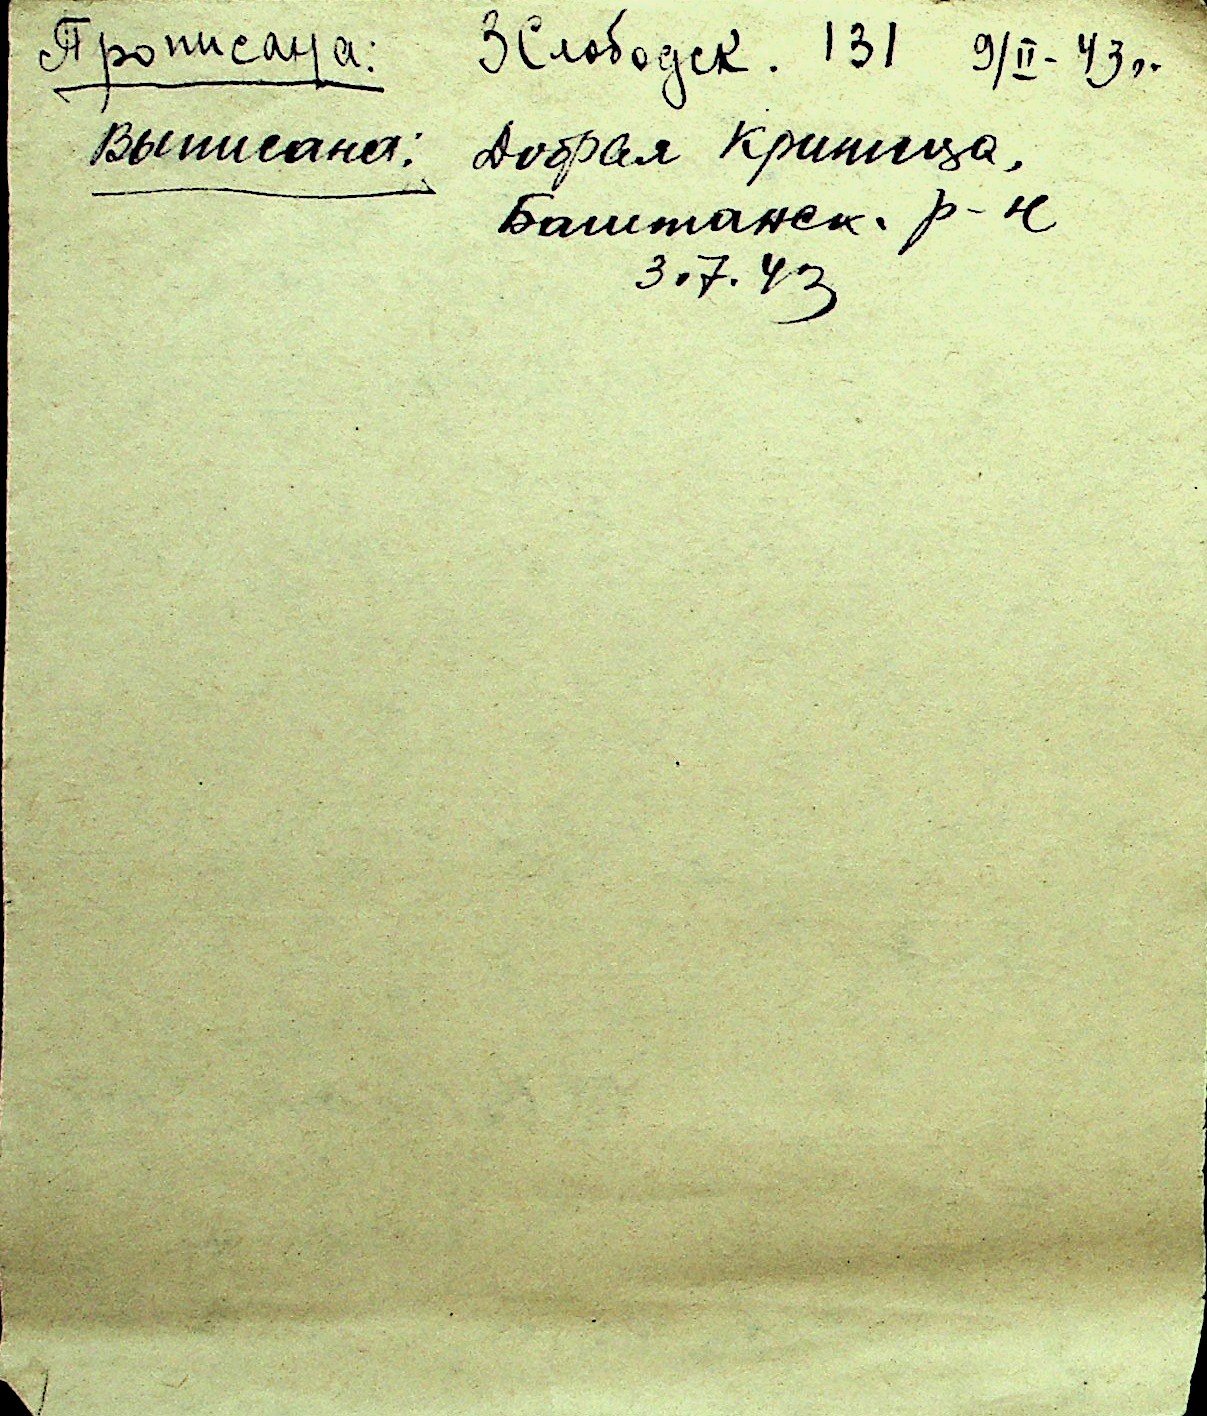 Прописана: 3 Слободск. 131 9/II - 43 г.
Выписана: Добрая Криница,
Баштанск. р-н
3.7.43